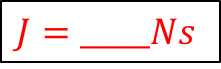 J = ____Ns